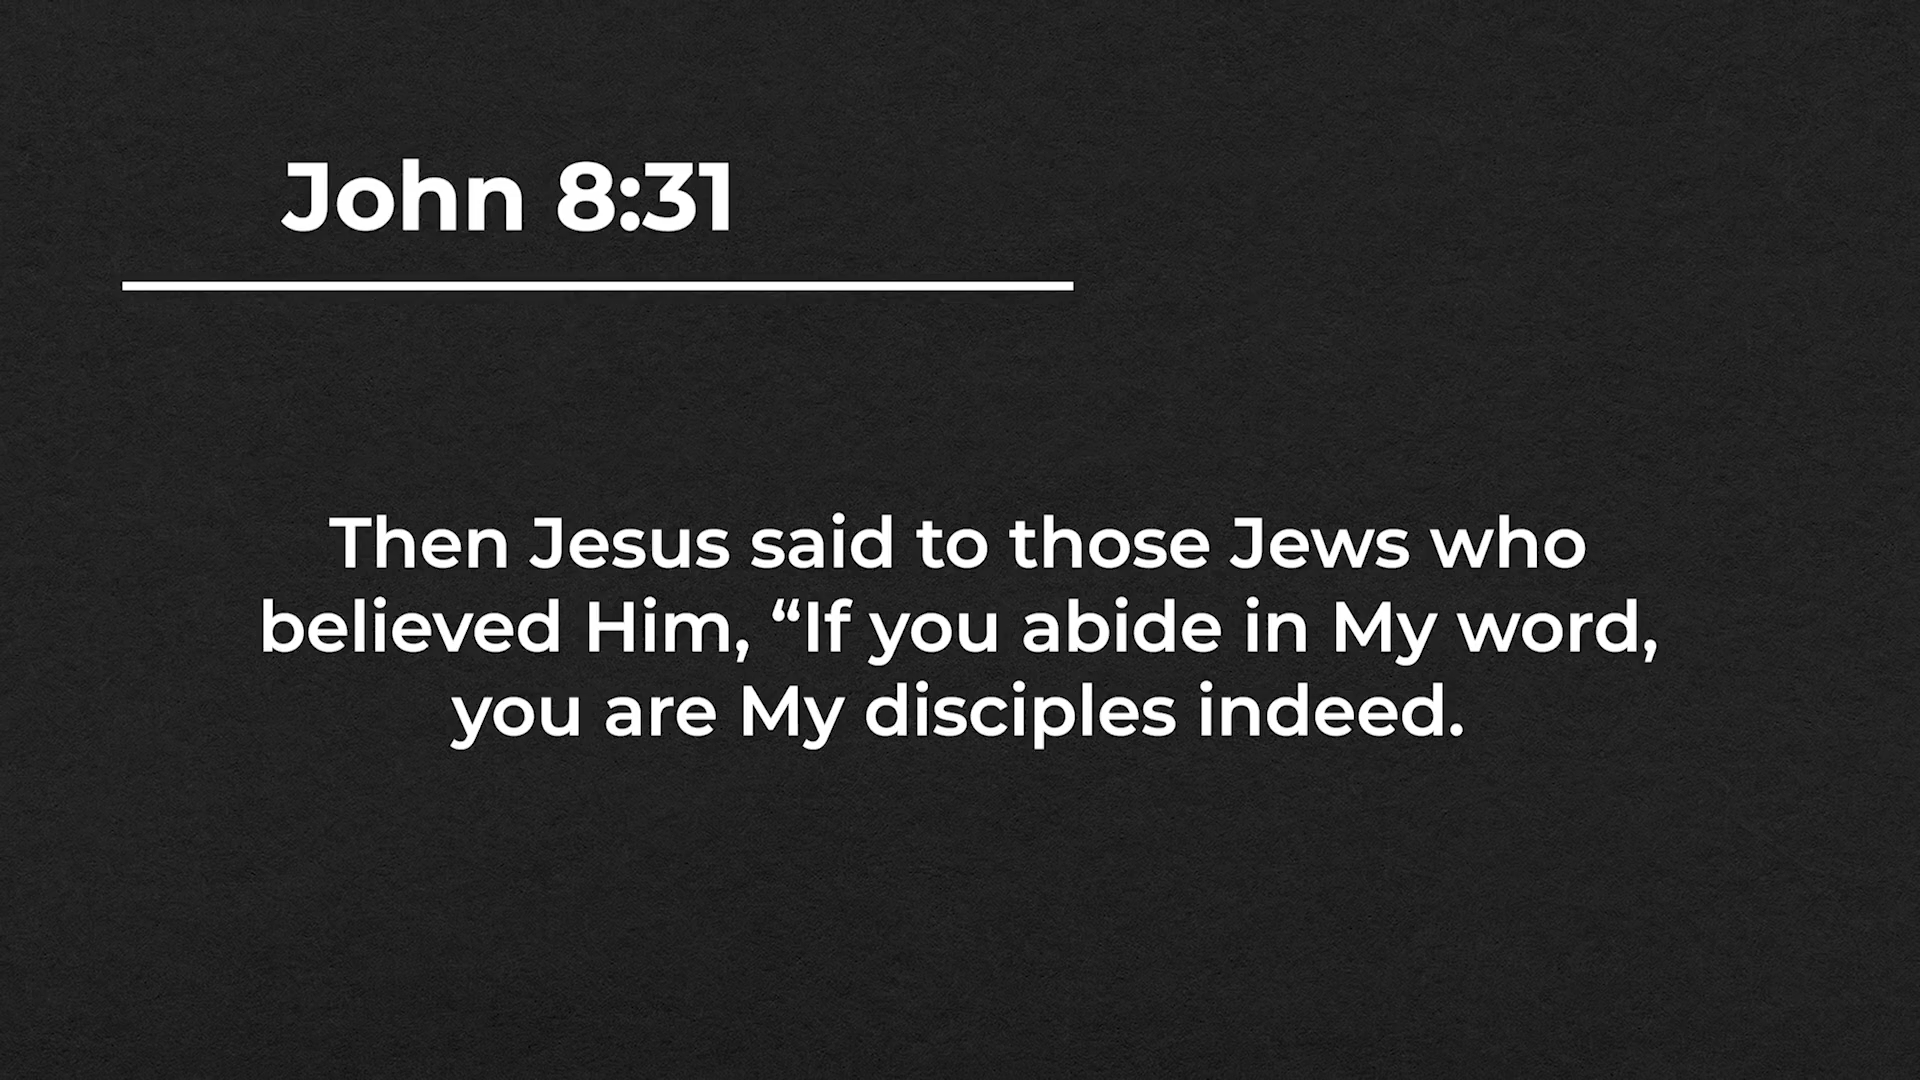 John 8:31
Then Jesus said to those Jews who
believed Him, “If you abide in My word,
you are My disciples indeed.